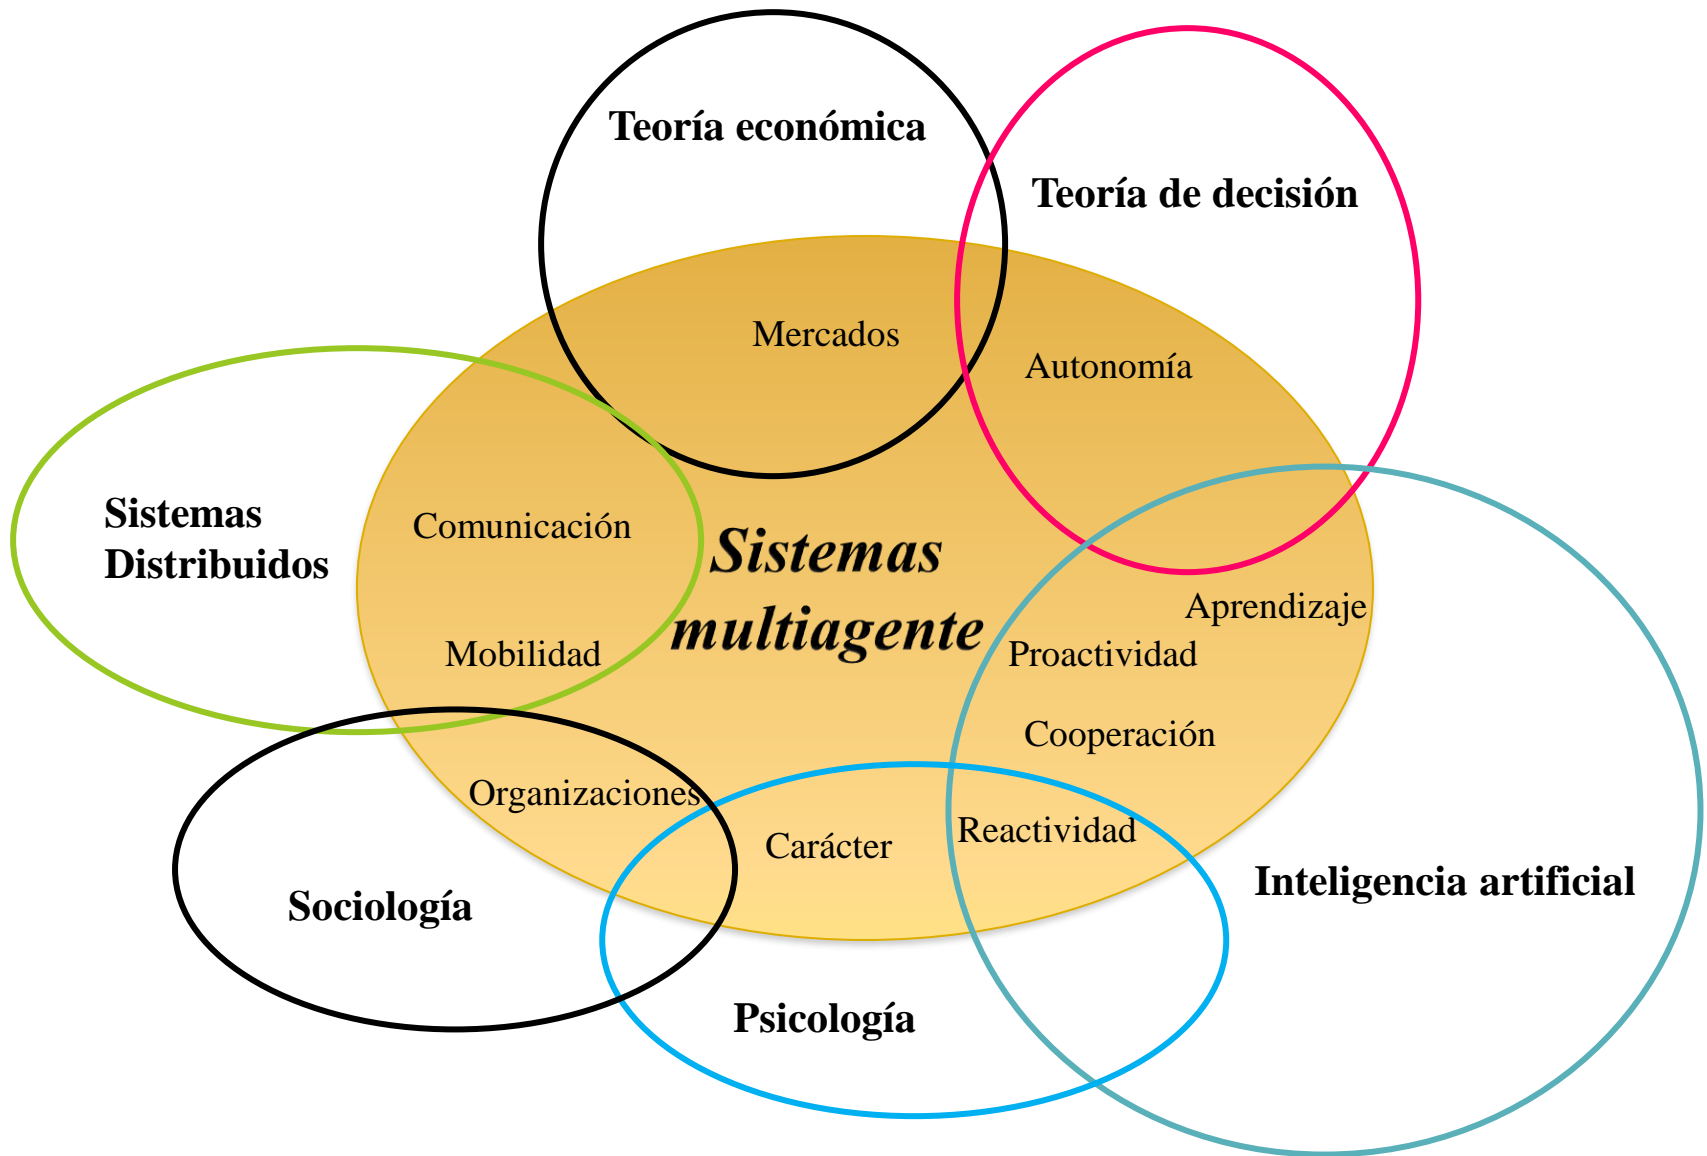 Teoría económica
Teoría de decisión
Mercados
Autonomía
Sistemas
Distribuidos
Comunicación
Sistemas
multiagente
Aprendizaje
Mobilidad
Proactividad
Cooperación
Organizaciones
Carácter
Reactividad
Inteligencia artificial
Sociología
Psicología